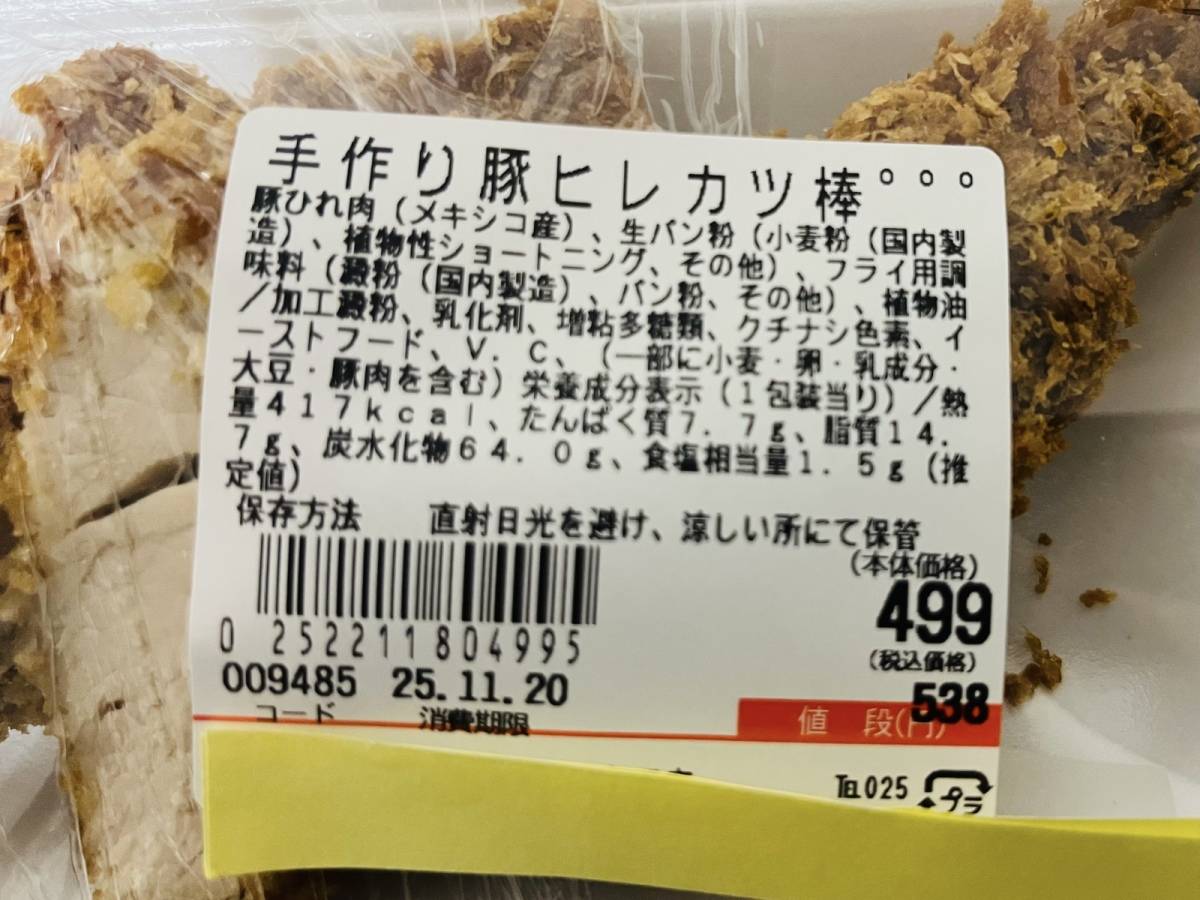 手作り豚ヒレカツ棒°°°
豚ひれ肉(メキシコ産)、生パン粉(小麦粉(国内製
造)、植物性ショートニング、その他)、フライ用調
味料(澱粉(国内製造)、パン粉、その他)、植物油
/加工澱粉、乳化剤、増粘多糖類、クチナシ色素、イ
ーストフード、V.C、(一部に小麦・卵・乳成分・
大豆・豚肉を含む)栄養成分表示(1包装当り)/熱
量417kcal、たんぱく質7.7g、脂質14.
7g、炭水化物64.0g、食塩相当量1.5g(推
定値)
保存方法 直射日光を避け、涼しい所にて保管
(本体価格)
499
0 252211804995
(税込価格)
009485 25.11.20
538
コード 消費期限
値 段(円)
TEL025
プラ